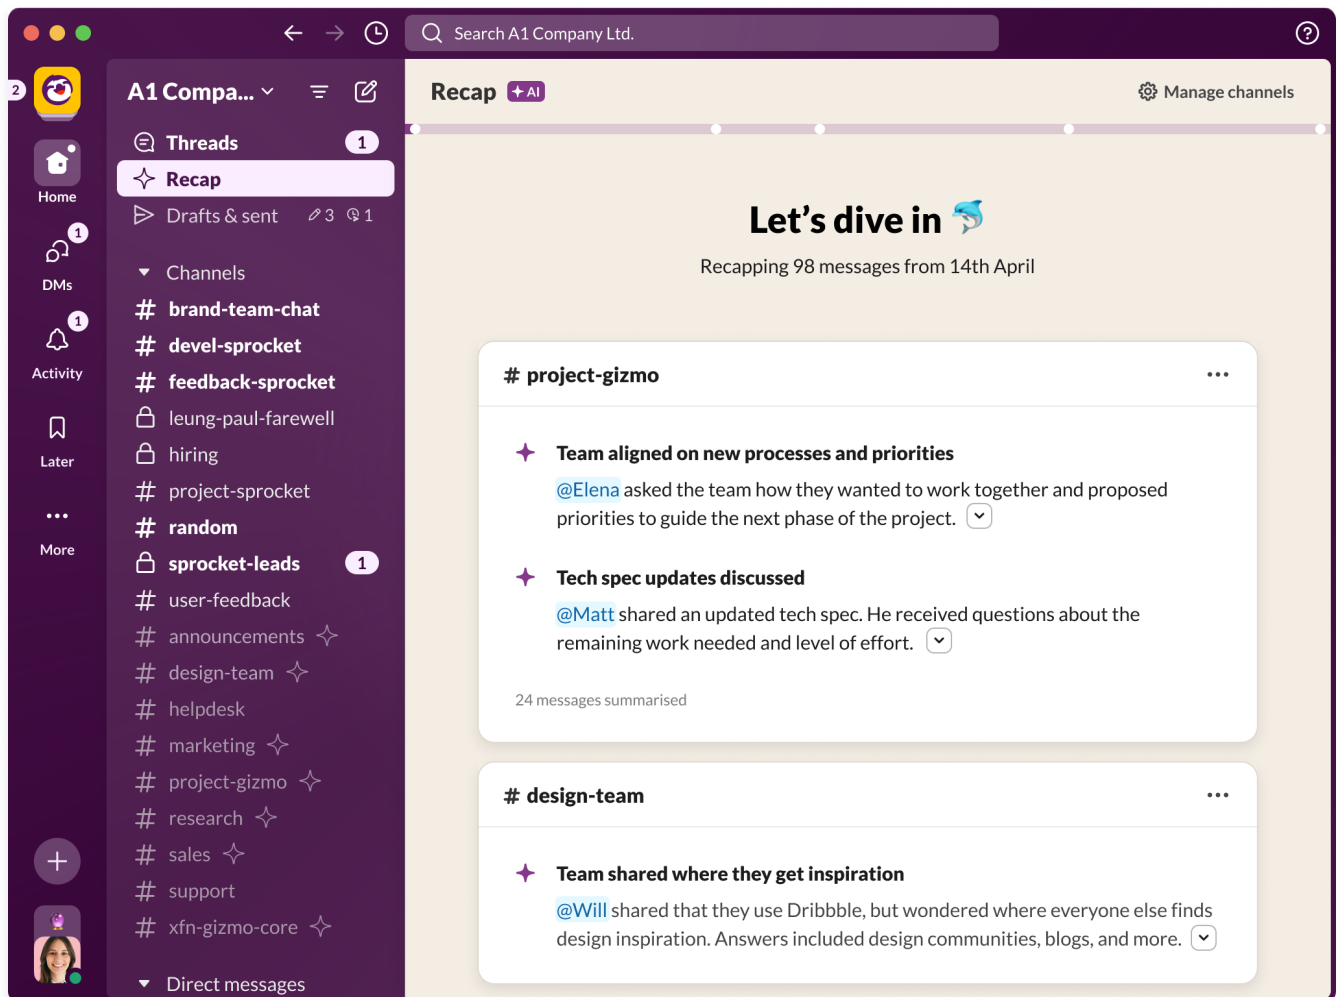 Search A1 Company Ltd.
2
Home
1
DMs
1
Activity
Later
More
A1 Compa...
Threads 1
Recap
Drafts & sent 3 1
Channels
# brand-team-chat
# devel-sprocket
# feedback-sprocket
leung-paul-farewell
hiring
# project-sprocket
# random
sprocket-leads 1
# user-feedback
# announcements
# design-team
# helpdesk
# marketing
# project-gizmo
# research
# sales
# support
# xfn-gizmo-core
Direct messages
Recap AI
Manage channels
Let’s dive in
Recapping 98 messages from 14th April
# project-gizmo
Team aligned on new processes and priorities
@Elena asked the team how they wanted to work together and proposed
priorities to guide the next phase of the project.
Tech spec updates discussed
@Matt shared an updated tech spec. He received questions about the
remaining work needed and level of effort.
24 messages summarised
# design-team
Team shared where they get inspiration
@Will shared that they use Dribbble, but wondered where everyone else finds
design inspiration. Answers included design communities, blogs, and more.